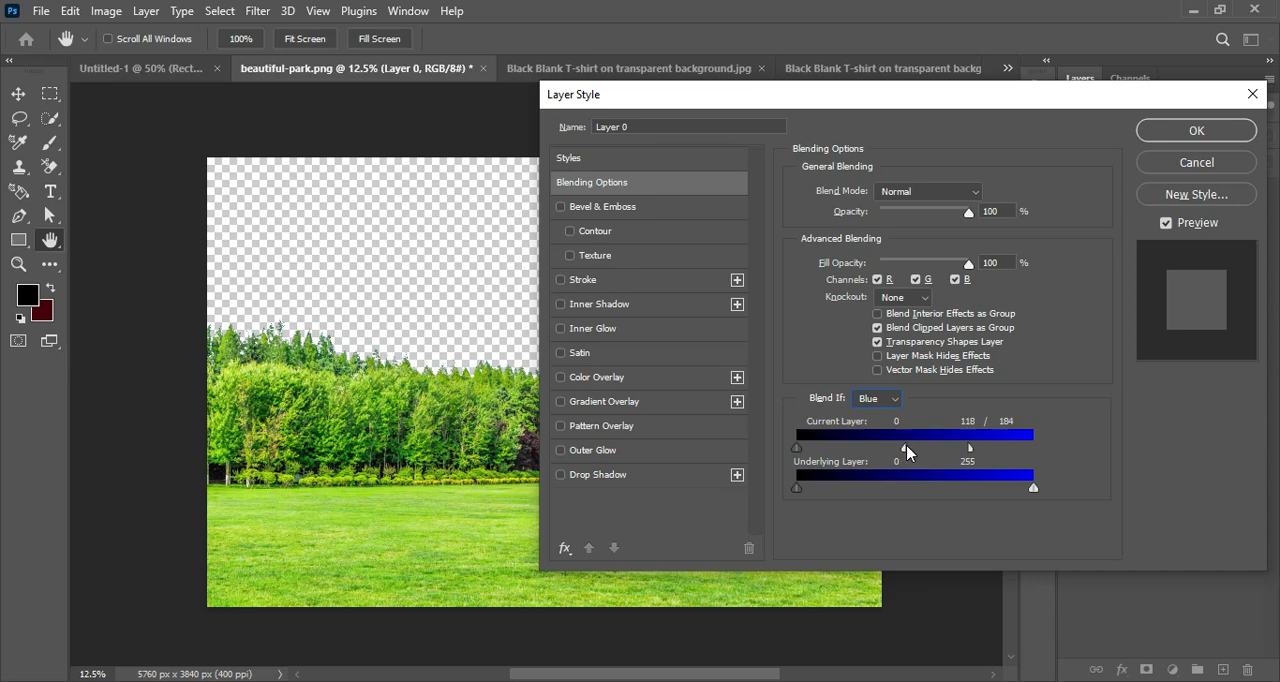 Ps File Edit Image Layer Type Select Filter 3D View Plugins Window Help
Scroll All Windows 100% Fit Screen Fill Screen
Untitled-1 @ 50% (Rect... × beautiful-park.png @ 12.5% (Layer 0, RGB/8#) * × Black Blank T-shirt on transparent background.jpg × Black Blank T-shirt on transparent backg
Layers Channels
Layer Style
Name: Layer 0
Styles
Blending Options
Bevel & Emboss
Contour
Texture
Stroke
Inner Shadow
Inner Glow
Satin
Color Overlay
Gradient Overlay
Pattern Overlay
Outer Glow
Drop Shadow
fx
Blending Options
General Blending
Blend Mode: Normal
Opacity: 100 %
Advanced Blending
Fill Opacity: 100 %
Channels: R G B
Knockout: None
Blend Interior Effects as Group
Blend Clipped Layers as Group
Transparency Shapes Layer
Layer Mask Hides Effects
Vector Mask Hides Effects
Blend If: Blue
Current Layer: 0 118 / 184
Underlying Layer: 0 255
OK
Cancel
New Style...
Preview
12.5% 5760 px x 3840 px (400 ppi)
fx